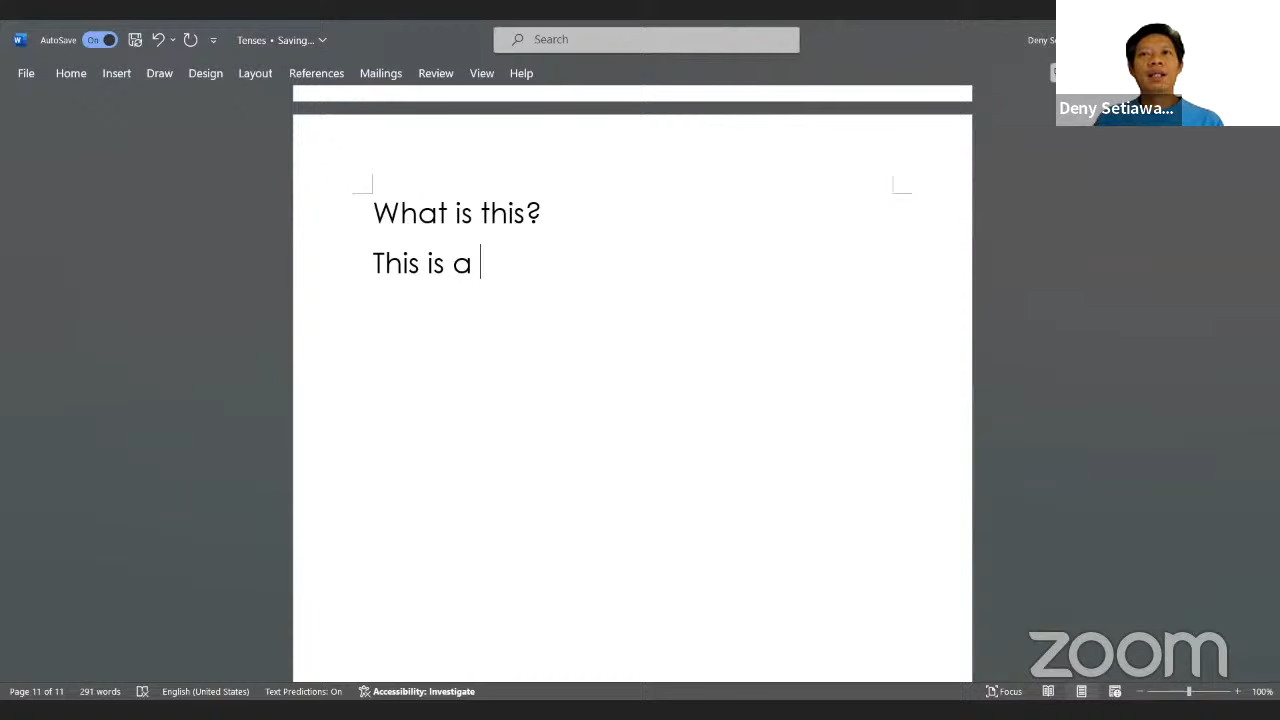 AutoSave On Tenses • Saving... Search Deny Se
File Home Insert Draw Design Layout References Mailings Review View Help
Deny Setiawa...
What is this?
This is a
zoom
Page 11 of 11 291 words English (United States) Text Predictions: On Accessibility: Investigate Focus 100%